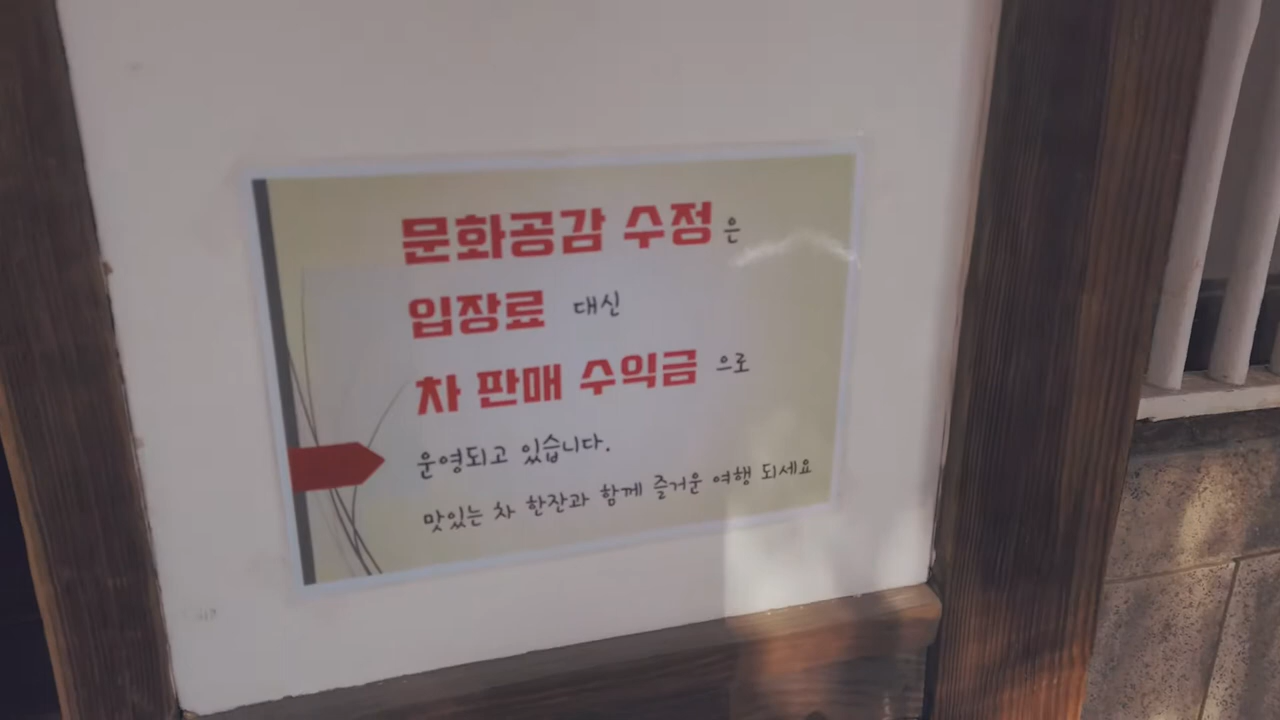 문화공감 수정은
입장료 대신
차 판매 수익금 으로
운영되고 있습니다.
맛있는 차 한잔과 함께 즐거운 여행 되세요